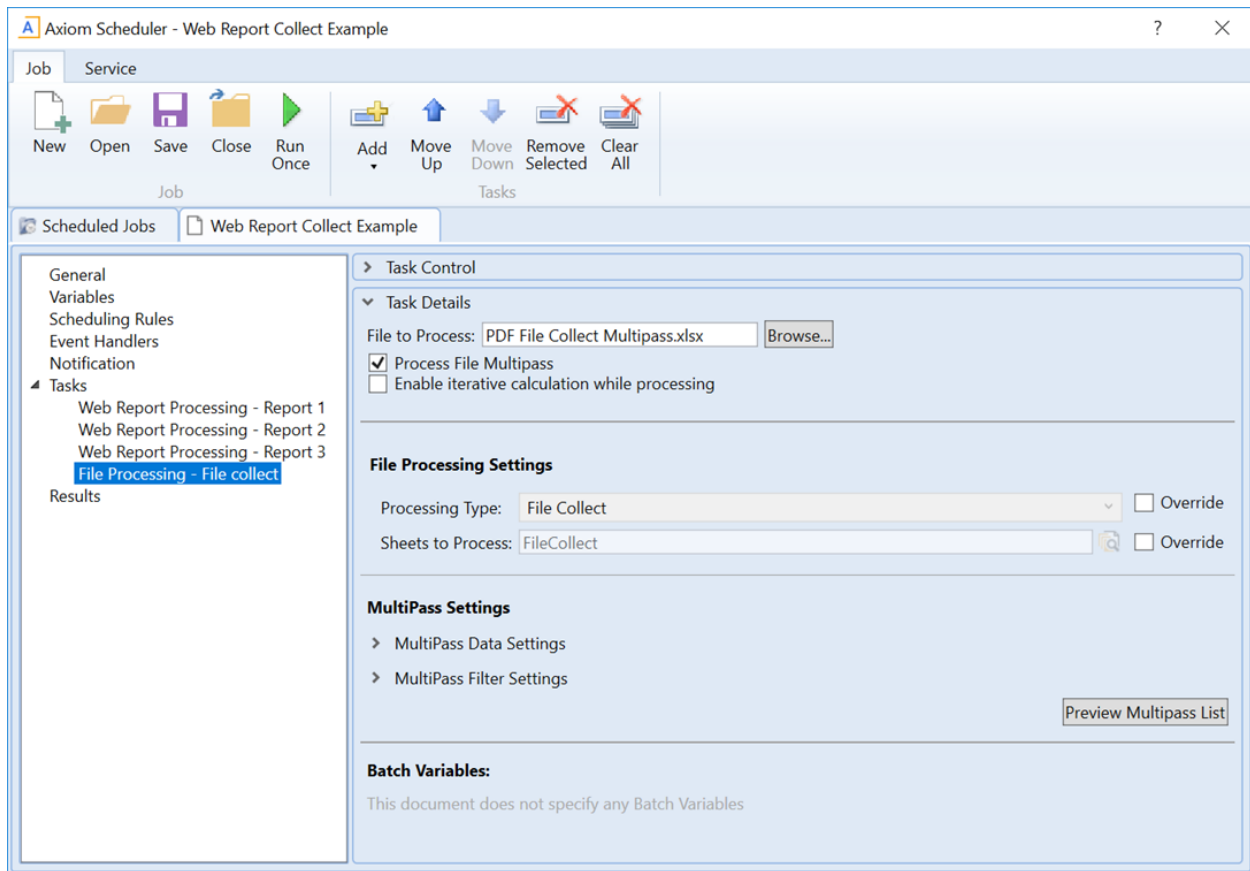 A Axiom Scheduler - Web Report Collect Example ?
Job Service
New Open Save Close Run Once Add Move Up Move Down Remove Selected Clear All
Job Tasks
Scheduled Jobs Web Report Collect Example
General
Variables
Scheduling Rules
Event Handlers
Notification
Tasks
Web Report Processing - Report 1
Web Report Processing - Report 2
Web Report Processing - Report 3
File Processing - File collect
Results
Task Control
Task Details
File to Process: PDF File Collect Multipass.xlsx Browse...
Process File Multipass
Enable iterative calculation while processing
File Processing Settings
Processing Type: File Collect Override
Sheets to Process: FileCollect Override
MultiPass Settings
MultiPass Data Settings
MultiPass Filter Settings
Preview Multipass List
Batch Variables:
This document does not specify any Batch Variables